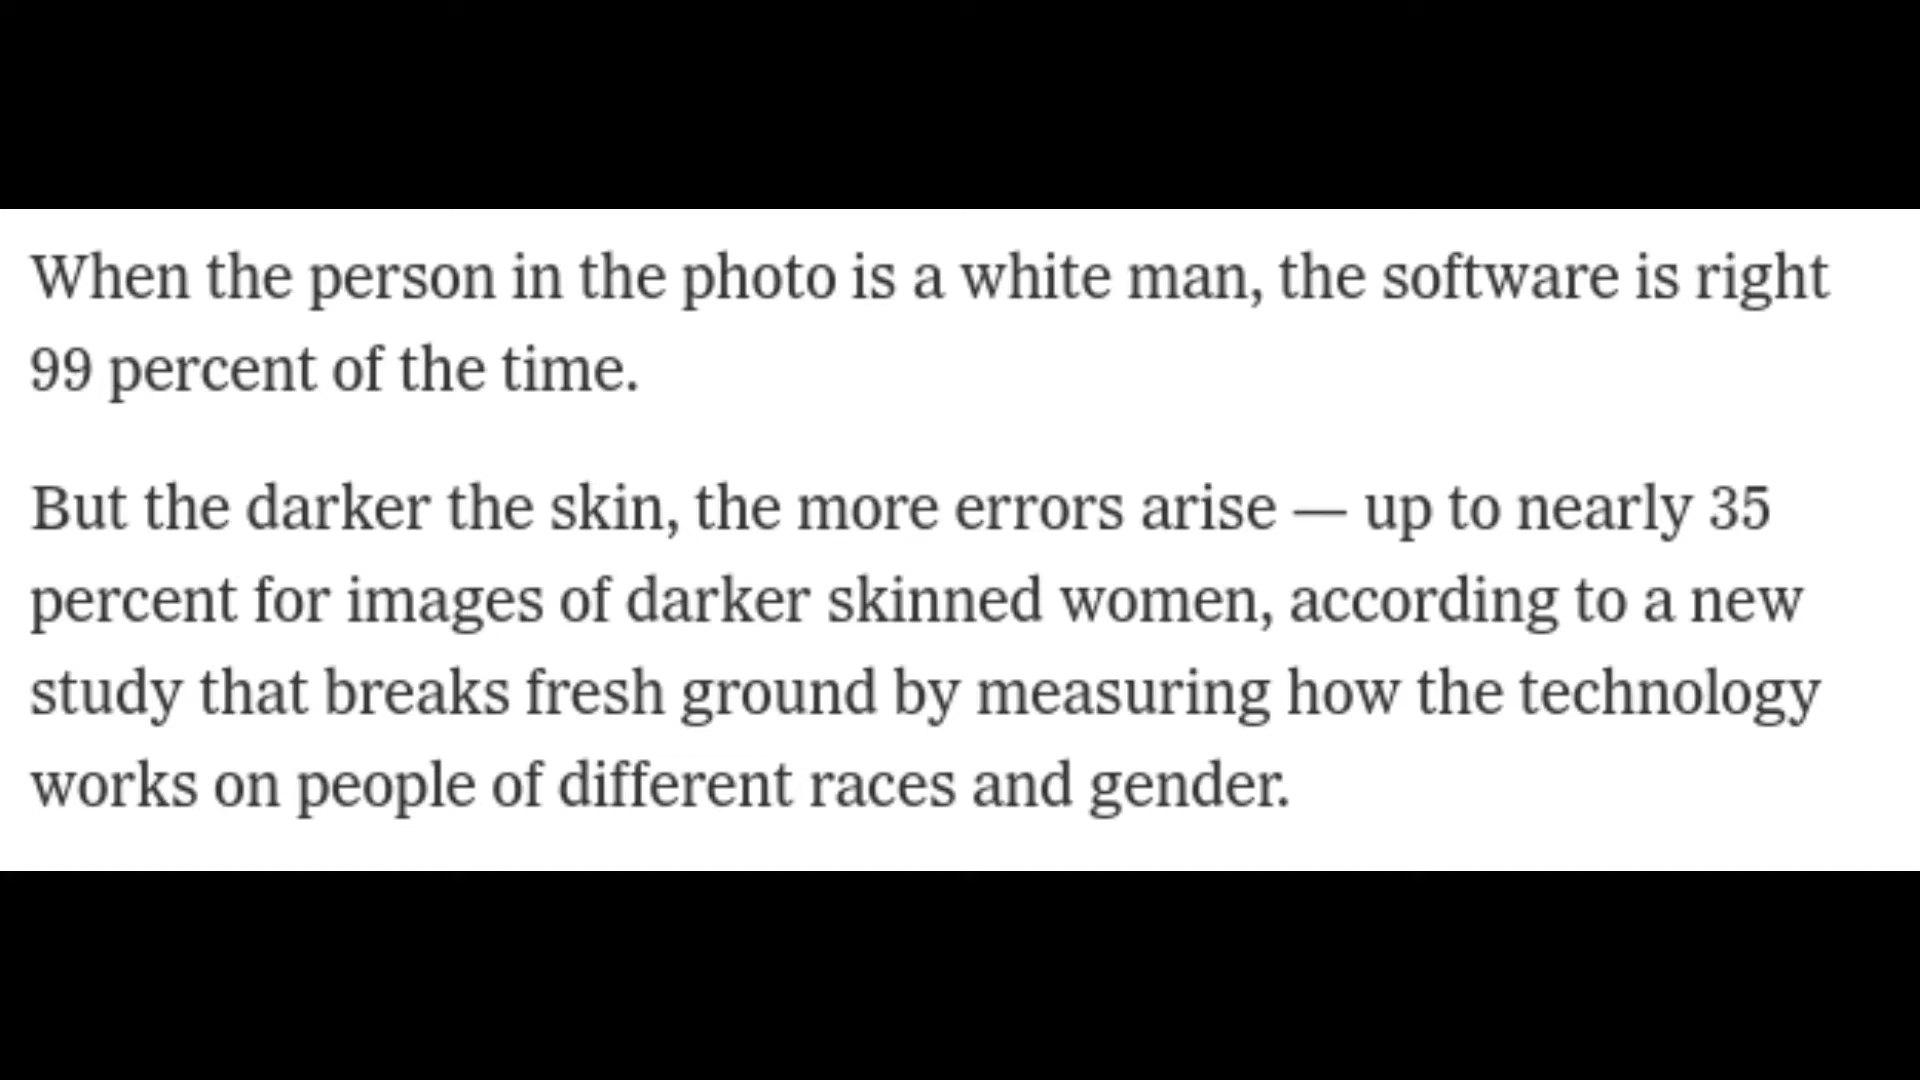 When the person in the photo is a white man, the software is right
99 percent of the time.
But the darker the skin, the more errors arise — up to nearly 35
percent for images of darker skinned women, according to a new
study that breaks fresh ground by measuring how the technology
works on people of different races and gender.